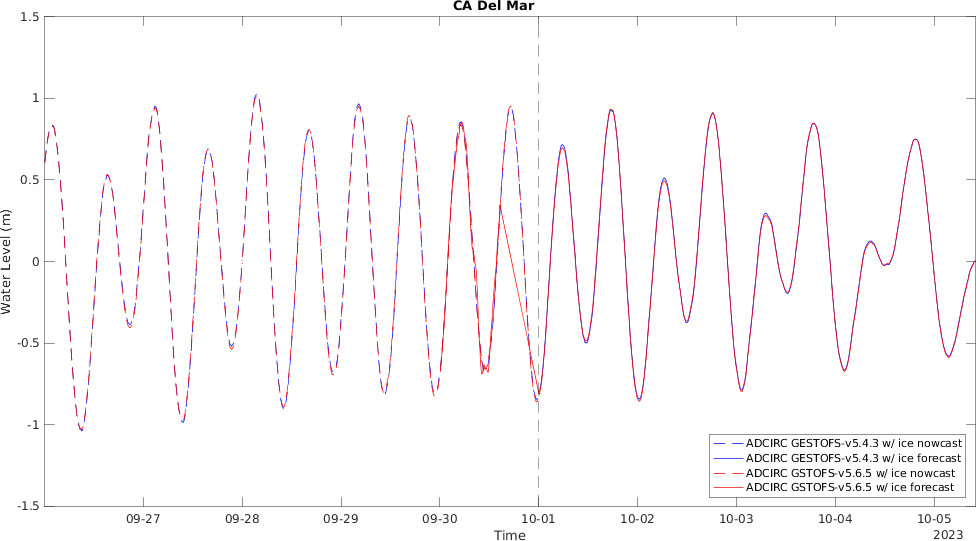 CA Del Mar
1.5
1
0.5
0
-0.5
-1
-1.5
Water Level (m)
09-27
09-28
09-29
09-30
10-01
10-02
10-03
10-04
10-05
Time
2023
ADCIRC GESTOFS-v5.4.3 w/ ice nowcast
ADCIRC GESTOFS-v5.4.3 w/ ice forecast
ADCIRC GSTOFS-v5.6.5 w/ ice nowcast
ADCIRC GSTOFS-v5.6.5 w/ ice forecast